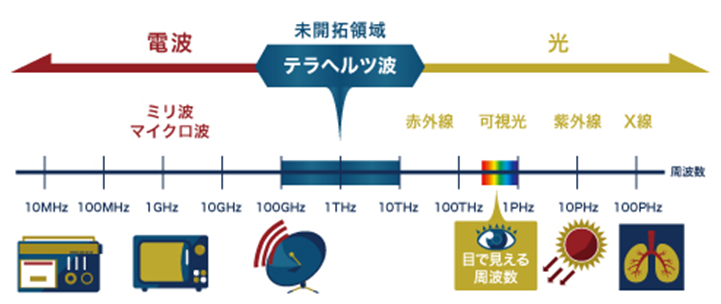 未開拓領域
電波
テラヘルツ波
光
ミリ波
マイクロ波
赤外線
可視光
紫外線
X線
周波数
10MHz
100MHz
1GHz
10GHz
100GHz
1THz
10THz
100THz
1PHz
10PHz
100PHz
目で見える
周波数